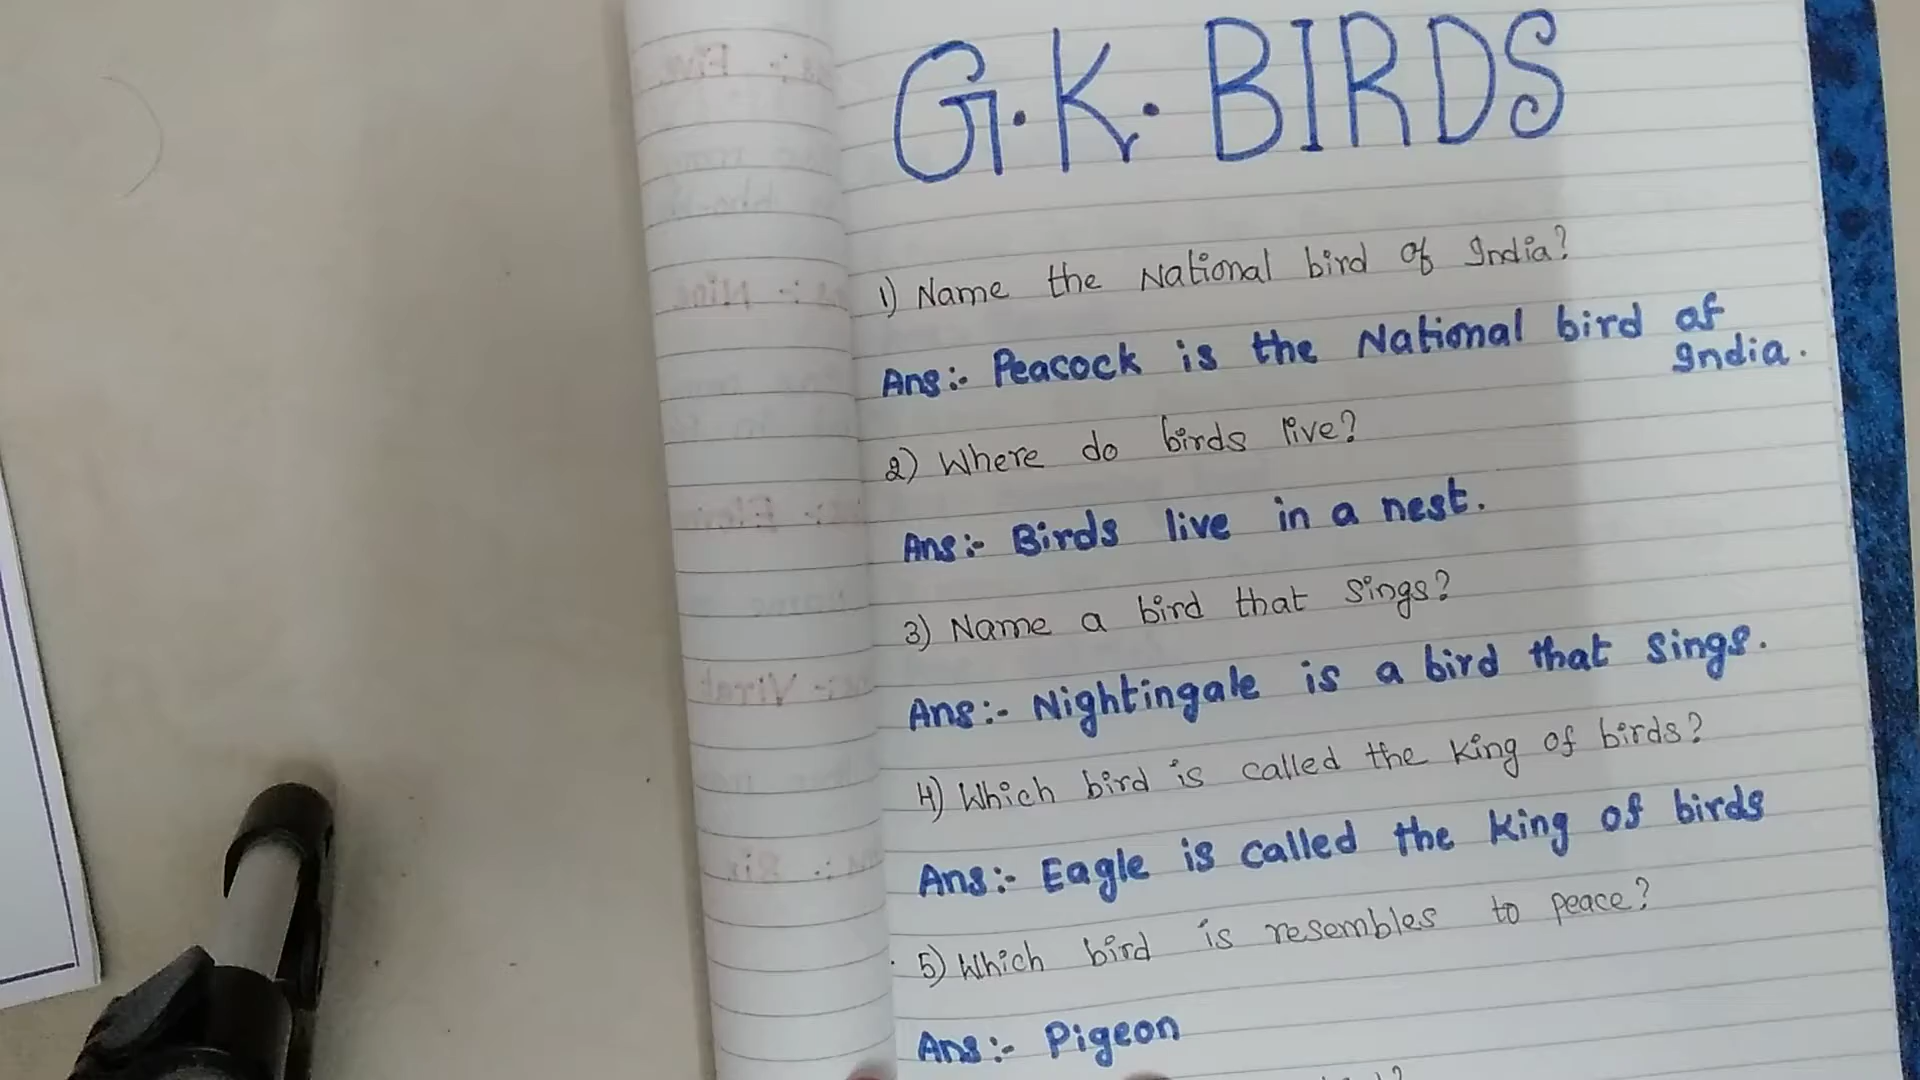 G.K. BIRDS
1) Name the National bird of India?
Ans:- Peacock is the National bird of
India.
2) Where do birds live?
Ans:- Birds live in a nest.
3) Name a bird that sings?
Ans:- Nightingale is a bird that sings.
4) Which bird is called the king of birds?
Ans:- Eagle is called the king of birds
5) Which bird is resembles to peace?
Ans:- Pigeon